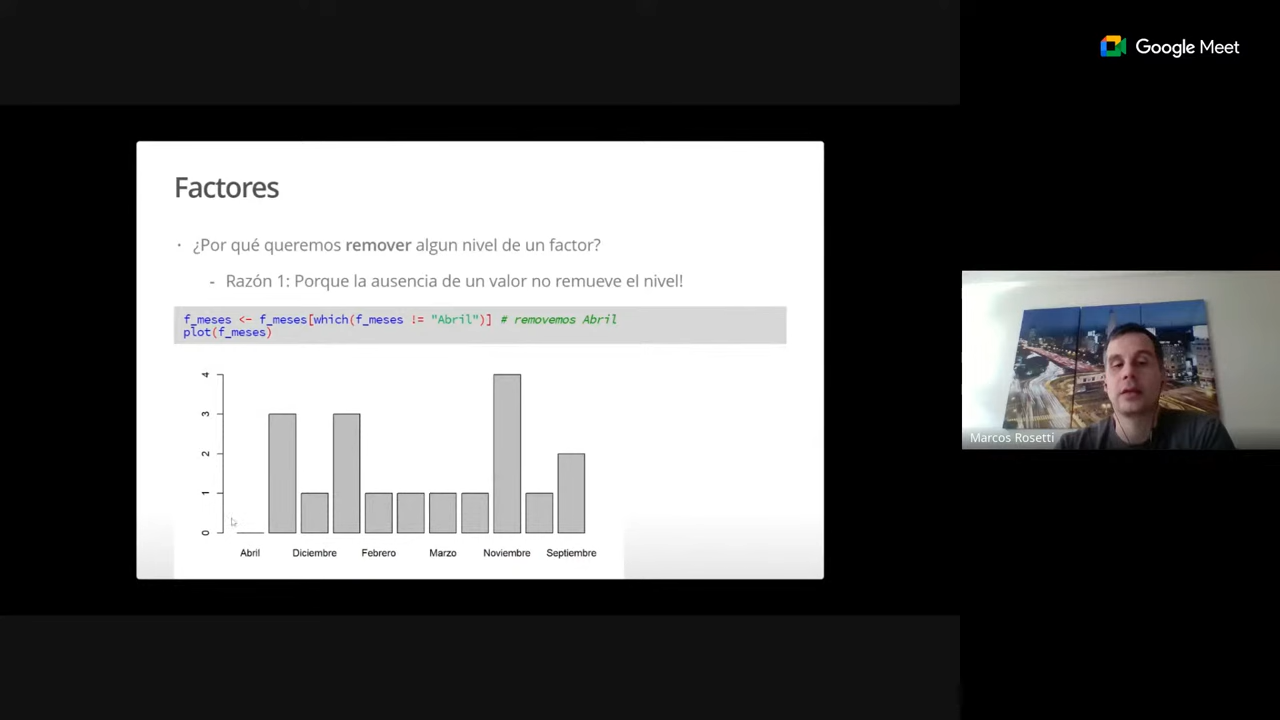 Google Meet
Factores
· ¿Por qué queremos remover algun nivel de un factor?
- Razón 1: Porque la ausencia de un valor no remueve el nivel!
f_meses <- f_meses[which(f_meses != "Abril")] # removemos Abril
plot(f_meses)
4
3
2
1
0
Abril Diciembre Febrero Marzo Noviembre Septiembre
Marcos Rosetti